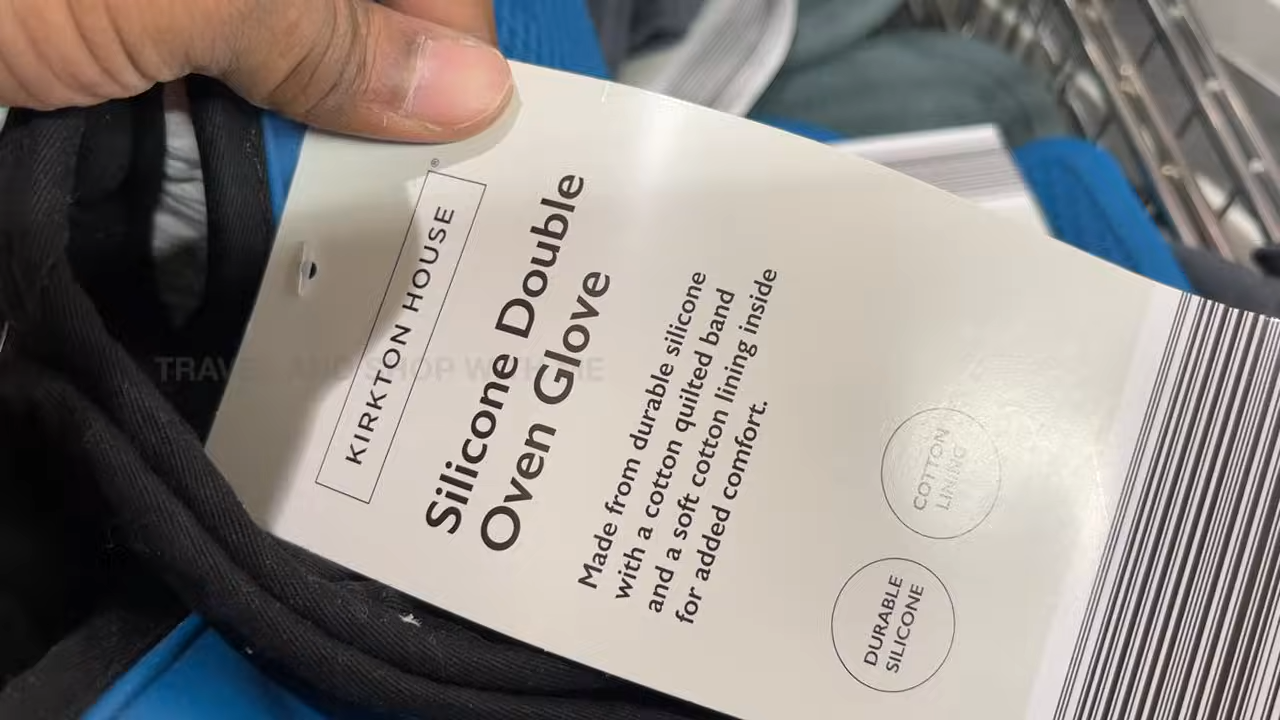 KIRKTON HOUSE
®
Silicone Double
Oven Glove
Made from durable silicone
with a cotton quilted band
and a soft cotton lining inside
for added comfort.
DURABLE
SILICONE
COTTON
LINING
TRAVEL AND SHOP WITH ME